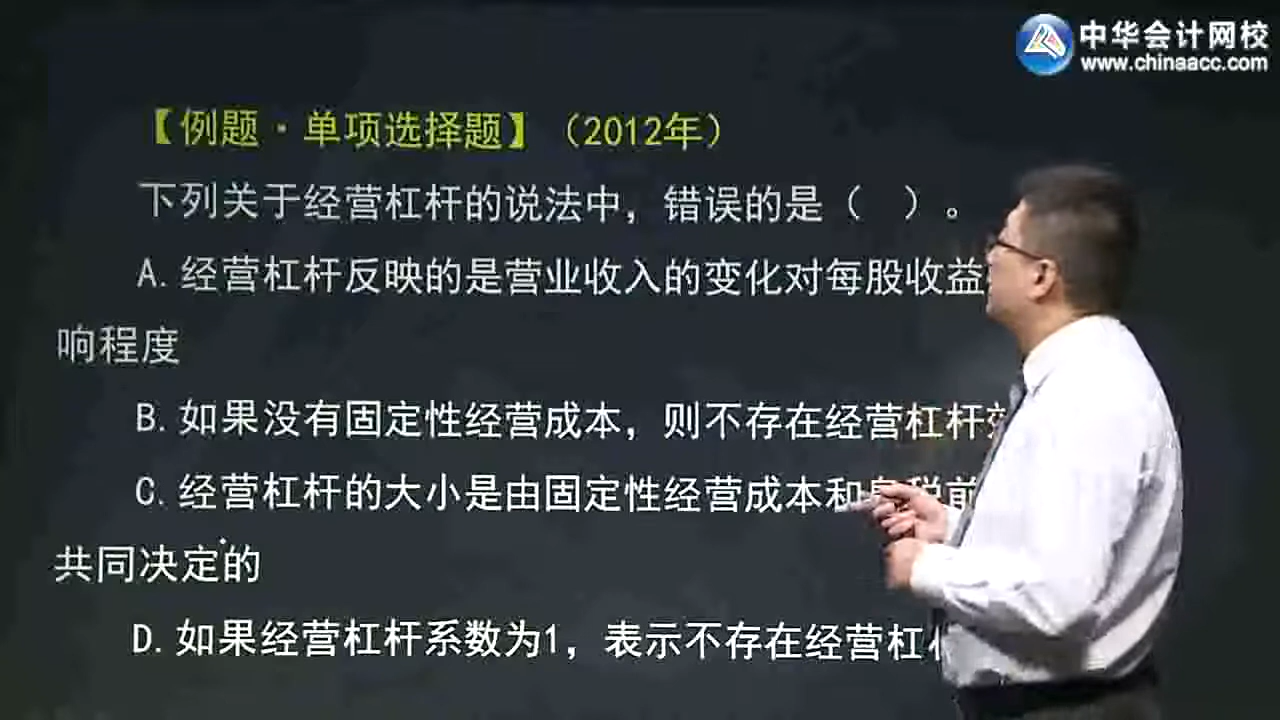 中华会计网校
www.chinaacc.com
【例题·单项选择题】（2012年）
下列关于经营杠杆的说法中，错误的是（ ）。
A.经营杠杆反映的是营业收入的变化对每股收益
响程度
B.如果没有固定性经营成本，则不存在经营杠杆
C.经营杠杆的大小是由固定性经营成本和息税前
共同决定的
D.如果经营杠杆系数为1，表示不存在经营杠